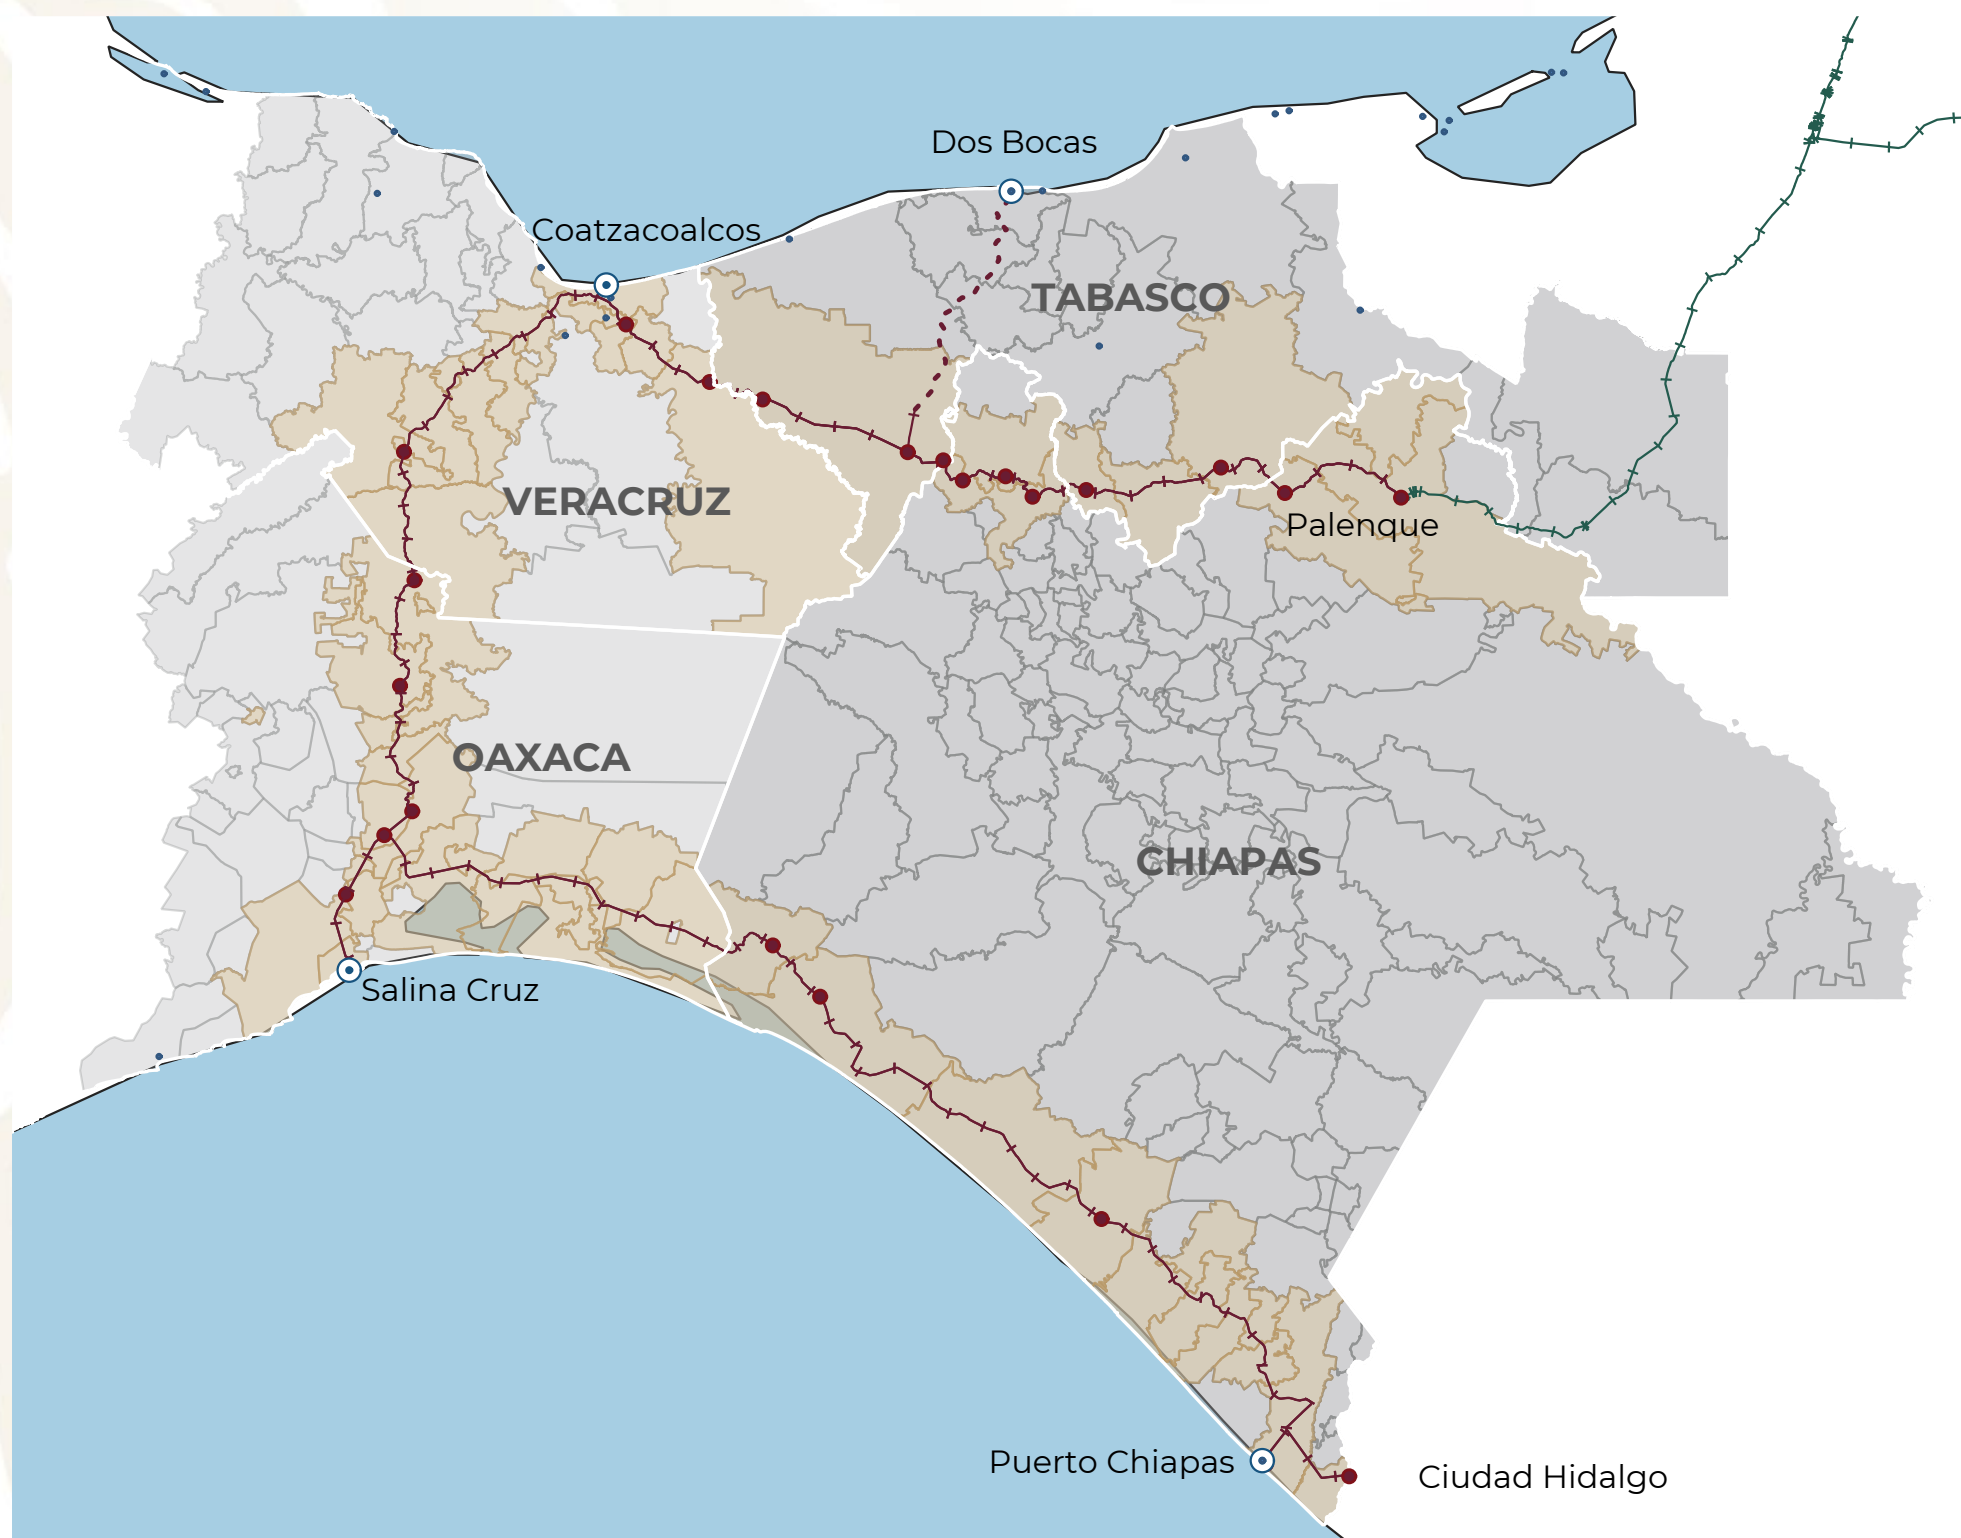 Dos Bocas
Coatzacoalcos
TABASCO
VERACRUZ
Palenque
OAXACA
CHIAPAS
Salina Cruz
Puerto Chiapas
Ciudad Hidalgo